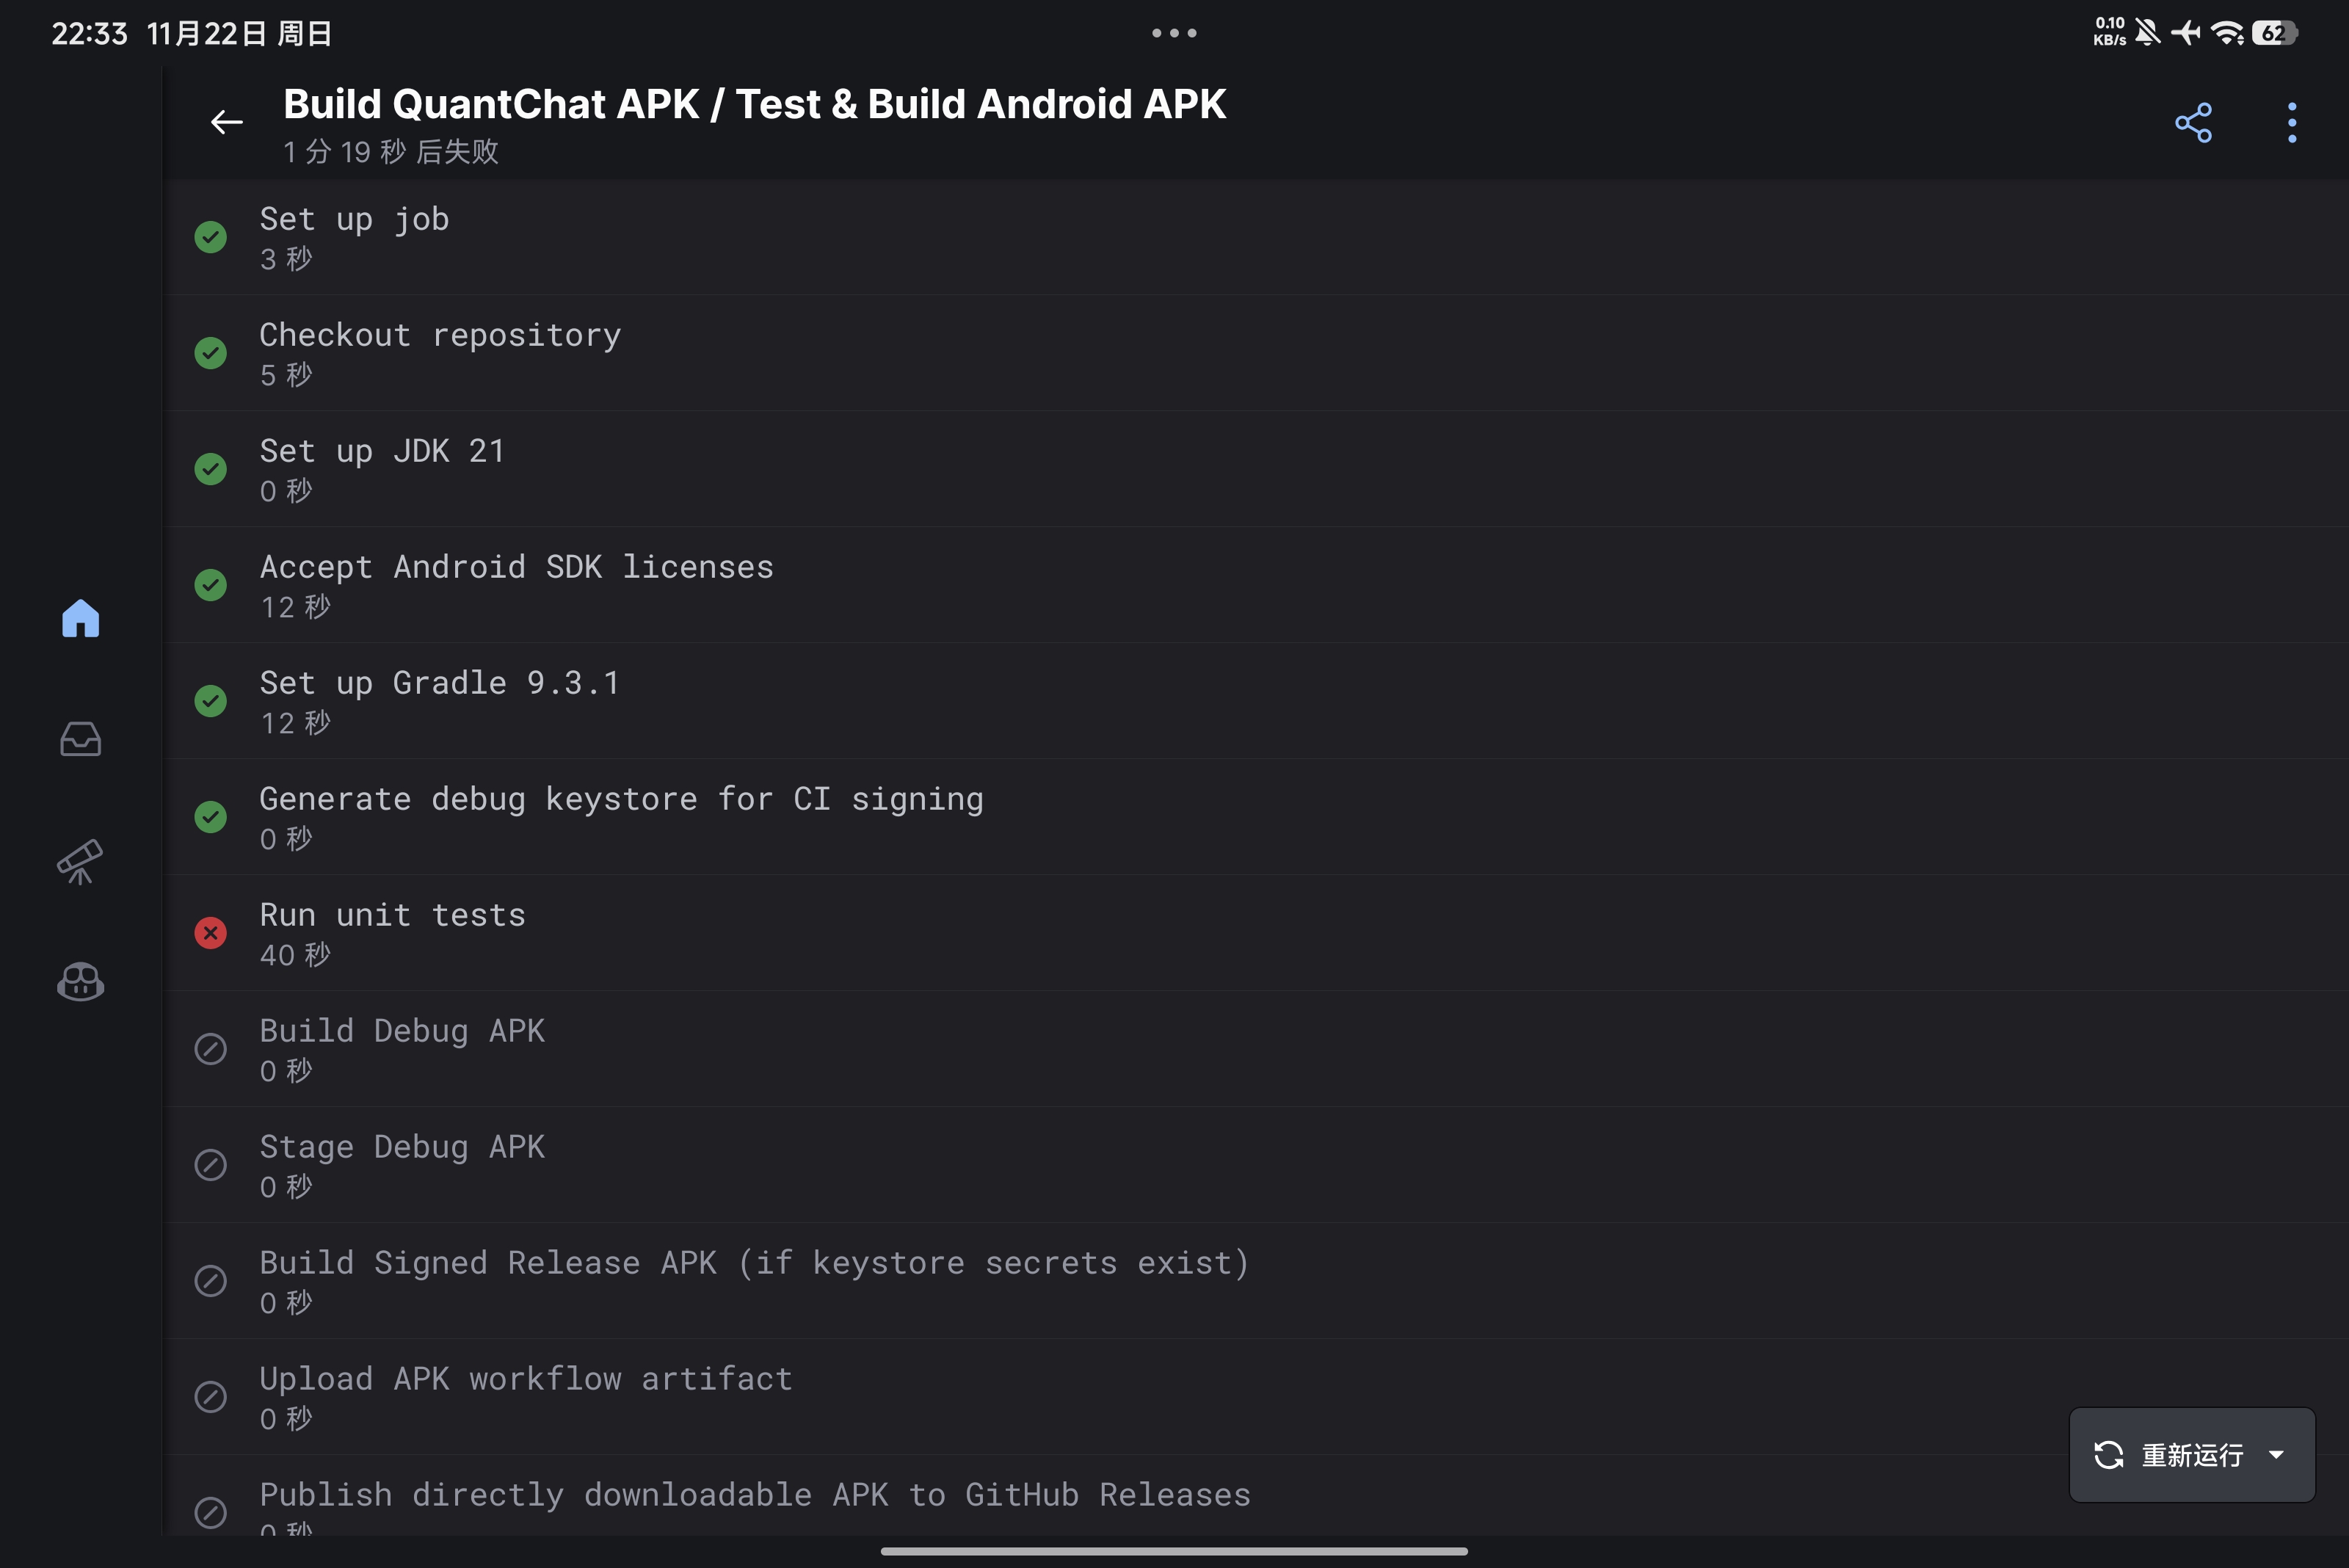 22:33 11月22日 周日
0.10
KB/s
62
Build QuantChat APK / Test & Build Android APK
1 分 19 秒 后失败
Set up job
3 秒
Checkout repository
5 秒
Set up JDK 21
0 秒
Accept Android SDK licenses
12 秒
Set up Gradle 9.3.1
12 秒
Generate debug keystore for CI signing
0 秒
Run unit tests
40 秒
Build Debug APK
0 秒
Stage Debug APK
0 秒
Build Signed Release APK (if keystore secrets exist)
0 秒
Upload APK workflow artifact
0 秒
重新运行
Publish directly downloadable APK to GitHub Releases
0 秒